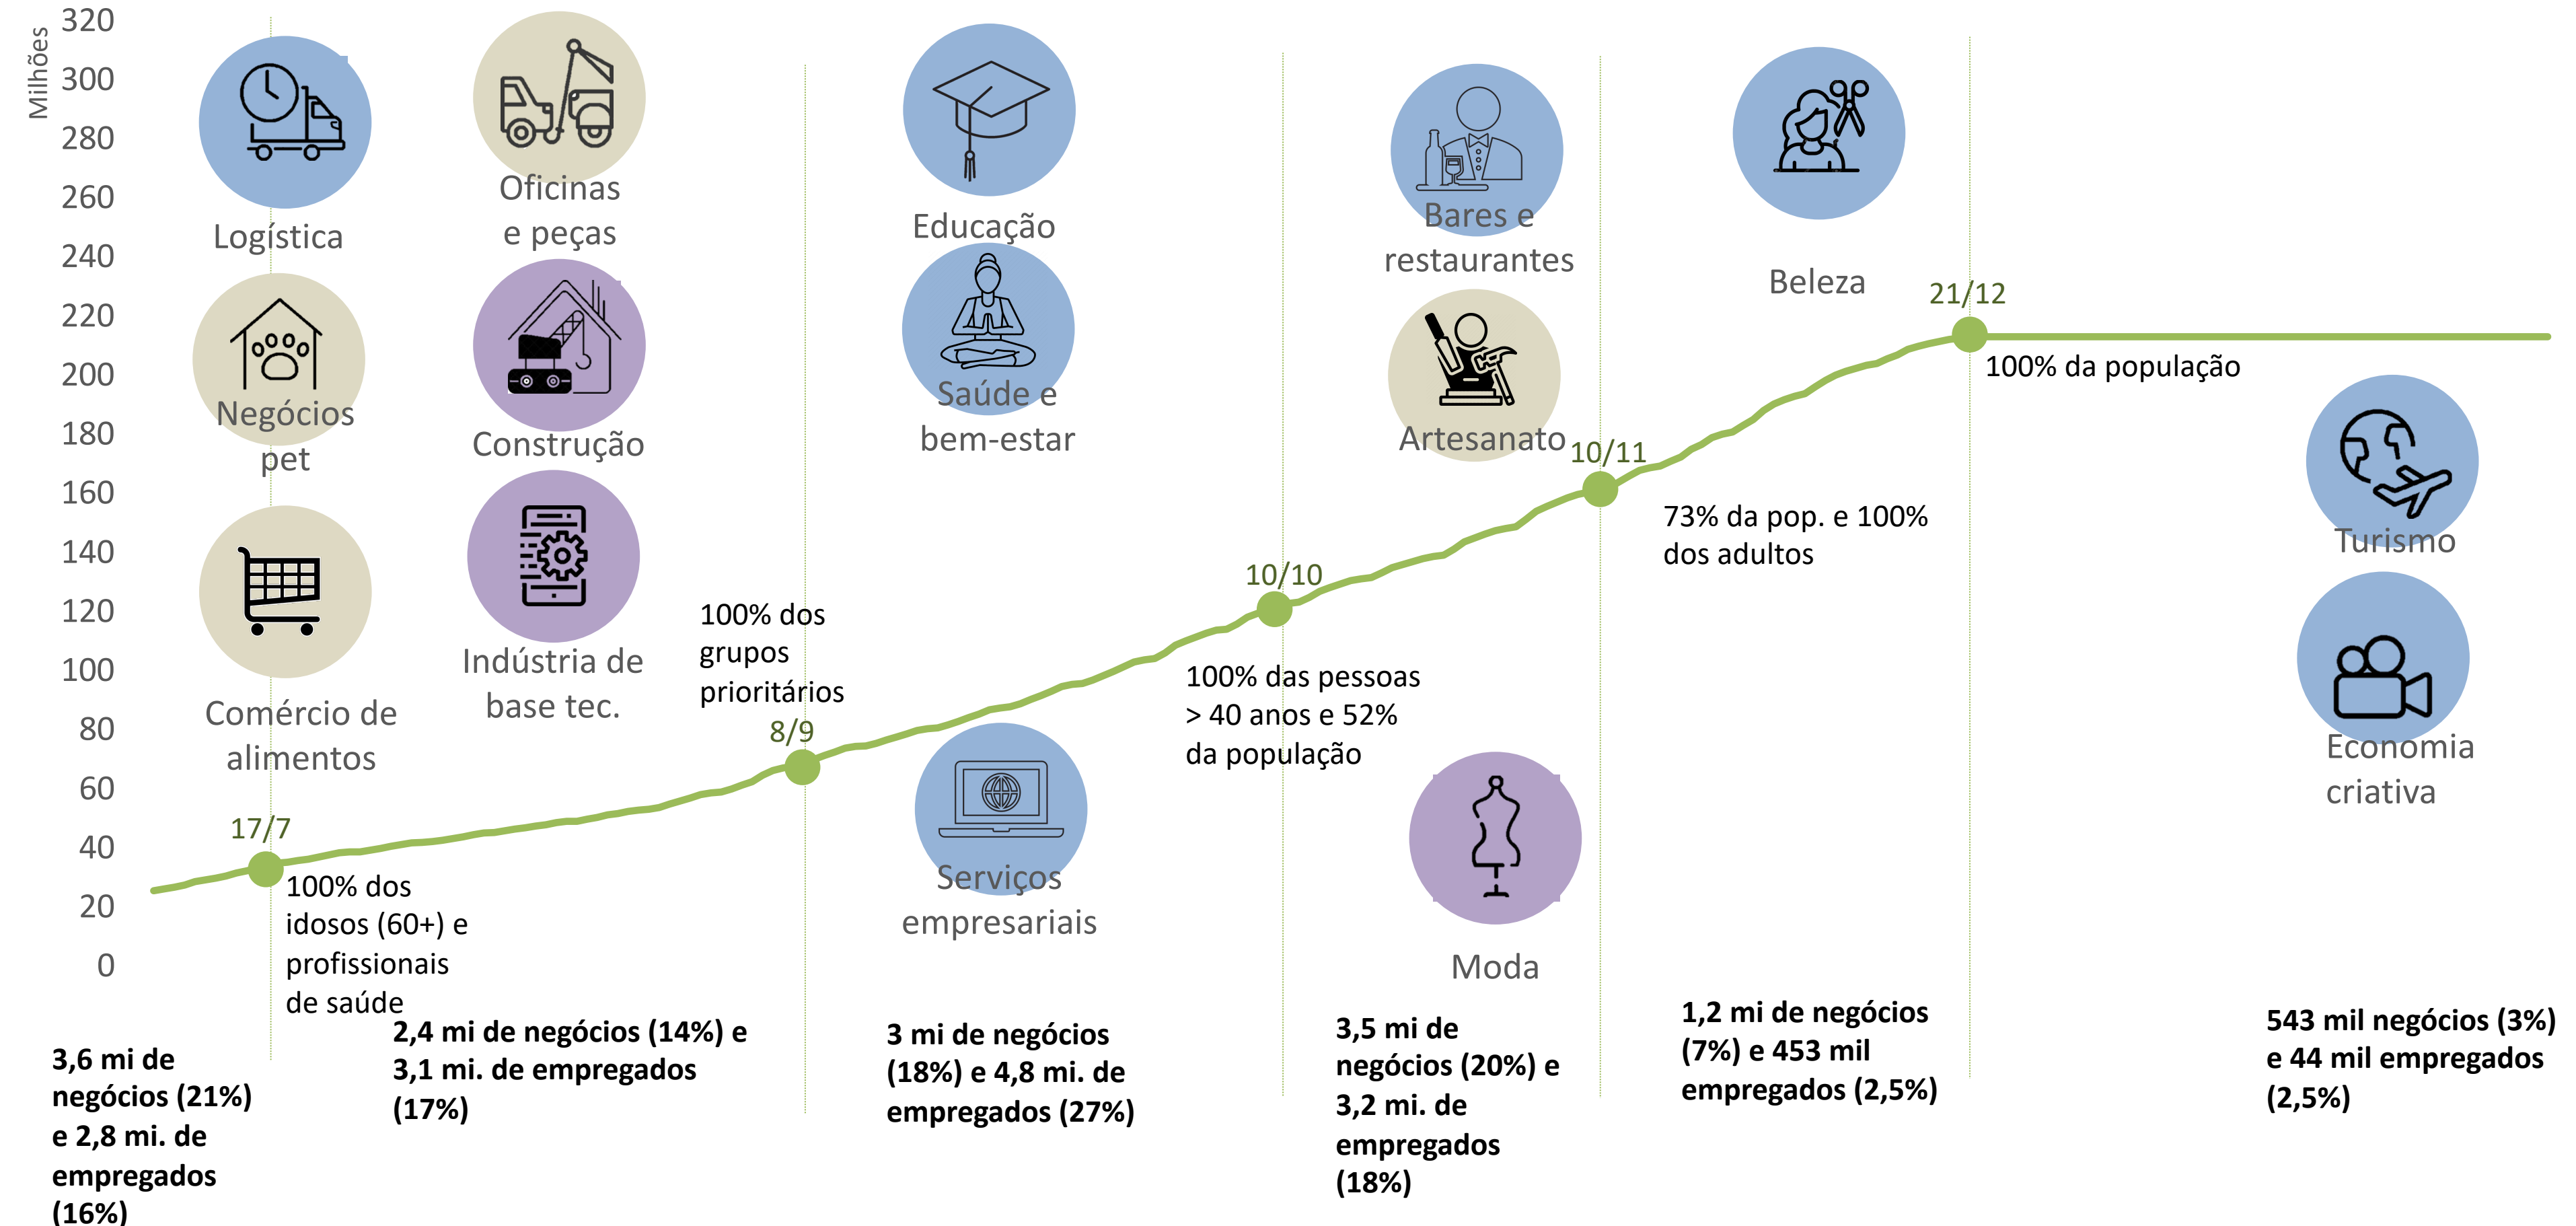 Milhões
320
300
280
260
240
220
200
180
160
140
120
100
80
60
40
20
0
Logística
Negócios
pet
Comércio de
alimentos
17/7
100% dos
idosos (60+) e
profissionais
de saúde
3,6 mi de
negócios (21%)
e 2,8 mi. de
empregados
(16%)
Oficinas
e peças
Construção
Indústria de
base tec.
100% dos
grupos
prioritários
8/9
2,4 mi de negócios (14%) e
3,1 mi. de empregados
(17%)
Educação
Saúde e
bem-estar
Serviços
empresariais
10/10
100% das pessoas
> 40 anos e 52%
da população
3 mi de negócios
(18%) e 4,8 mi. de
empregados (27%)
Bares e
restaurantes
Artesanato
Moda
10/11
73% da pop. e 100%
dos adultos
3,5 mi de
negócios (20%) e
3,2 mi. de
empregados
(18%)
Beleza
21/12
100% da população
1,2 mi de negócios
(7%) e 453 mil
empregados (2,5%)
Turismo
Economia
criativa
543 mil negócios (3%)
e 44 mil empregados
(2,5%)